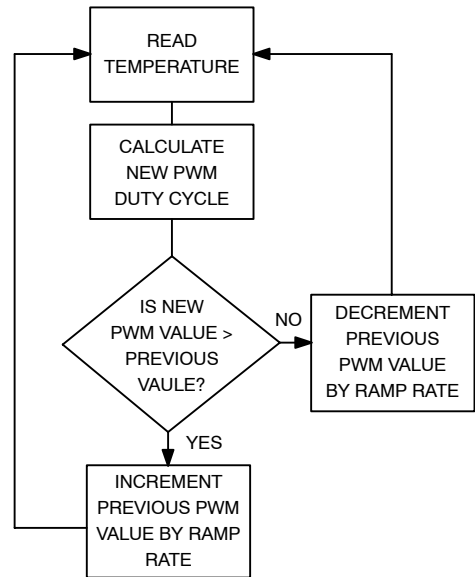 READ
TEMPERATURE
CALCULATE
NEW PWM
DUTY CYCLE
IS NEW
PWM VALUE >
PREVIOUS
VAULE?
NO
DECREMENT
PREVIOUS
PWM VALUE
BY RAMP RATE
YES
INCREMENT
PREVIOUS PWM
VALUE BY RAMP
RATE